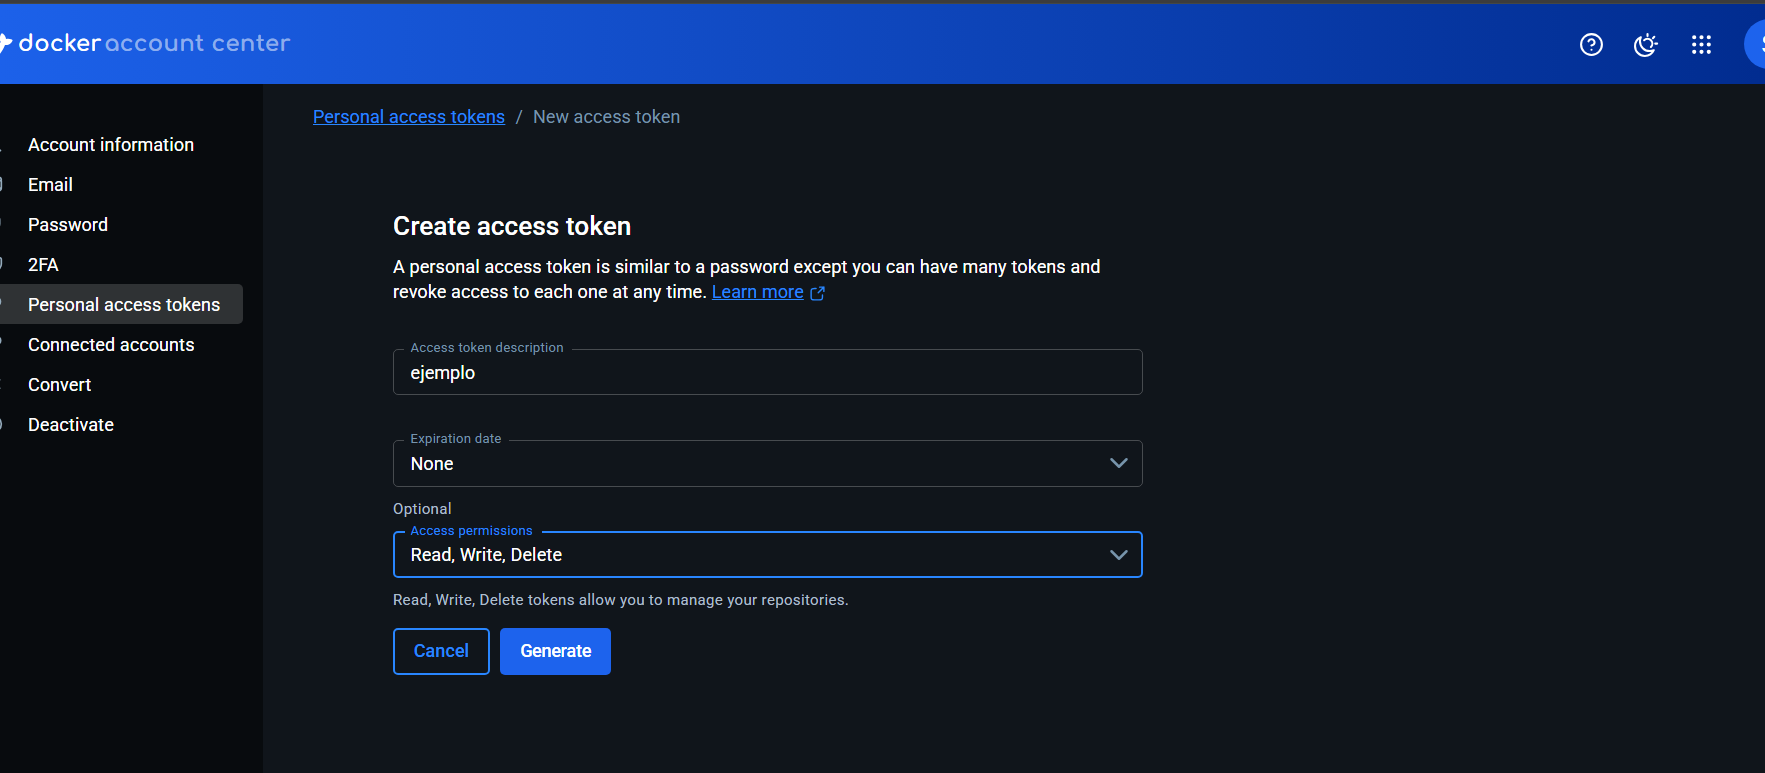 docker account center
Account information
Email
Password
2FA
Personal access tokens
Connected accounts
Convert
Deactivate
Personal access tokens / New access token
Create access token
A personal access token is similar to a password except you can have many tokens and
revoke access to each one at any time. Learn more
Access token description
ejemplo
Expiration date
None
Optional
Access permissions
Read, Write, Delete
Read, Write, Delete tokens allow you to manage your repositories.
Cancel Generate